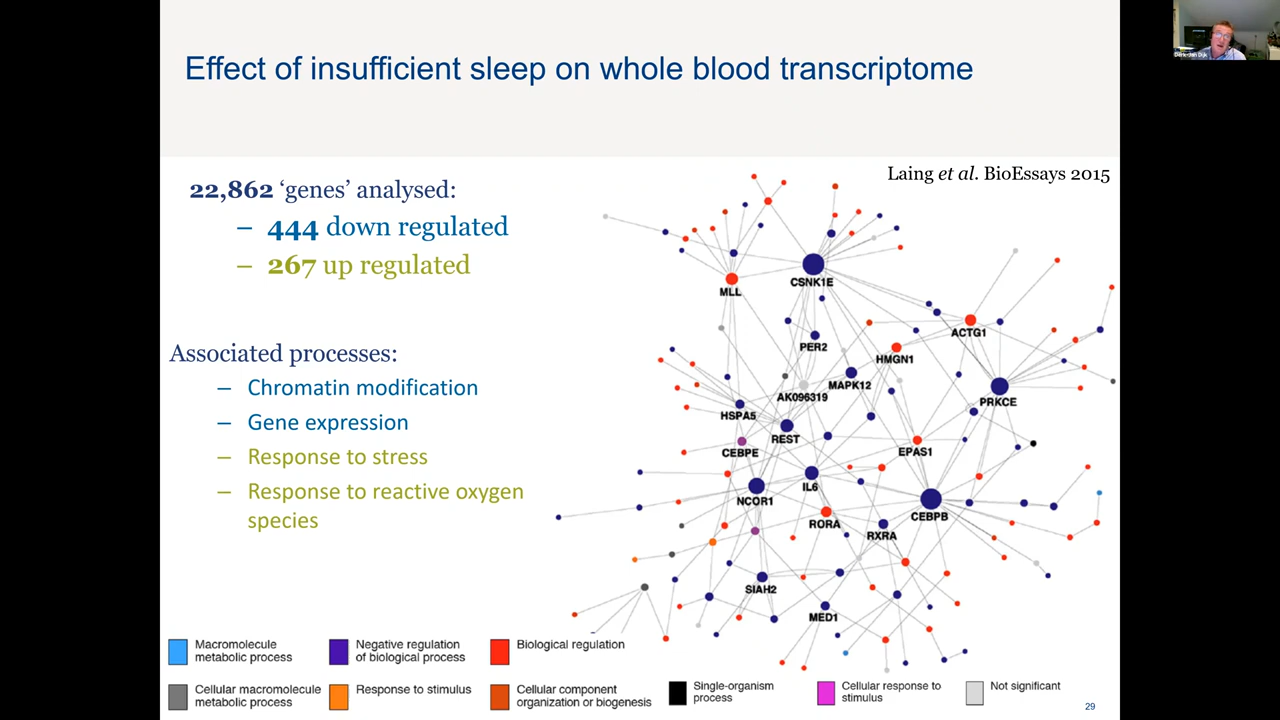 Effect of insufficient sleep on whole blood transcriptome
Laing et al. BioEssays 2015
22,862 ‘genes’ analysed:
– 444 down regulated
– 267 up regulated
Associated processes:
– Chromatin modification
– Gene expression
– Response to stress
– Response to reactive oxygen
species
CSNK1E
MLL
ACTG1
PER2
HMGN1
MAPK12
AK096319
PRKCE
HSPA5
REST
CEBPE
EPAS1
IL6
NCOR1
CEBPB
RORA
RXRA
SIAH2
MED1
Macromolecule
metabolic process
Negative regulation
of biological process
Biological regulation
Cellular macromolecule
metabolic process
Response to stimulus
Cellular component
organization or biogenesis
Single-organism
process
Cellular response to
stimulus
Not significant
29